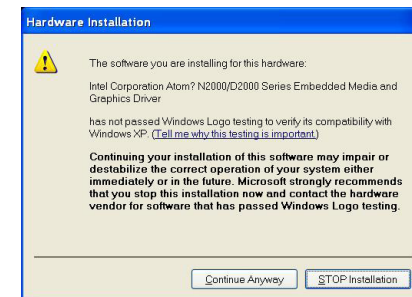 Hardware Installation
The software you are installing for this hardware:
Intel Corporation Atom? N2000/D2000 Series Embedded Media and
Graphics Driver
has not passed Windows Logo testing to verify its compatibility with
Windows XP. (Tell me why this testing is important.)
Continuing your installation of this software may impair or
destabilize the correct operation of your system either
immediately or in the future. Microsoft strongly recommends
that you stop this installation now and contact the hardware
vendor for software that has passed Windows Logo testing.
Continue Anyway
STOP Installation